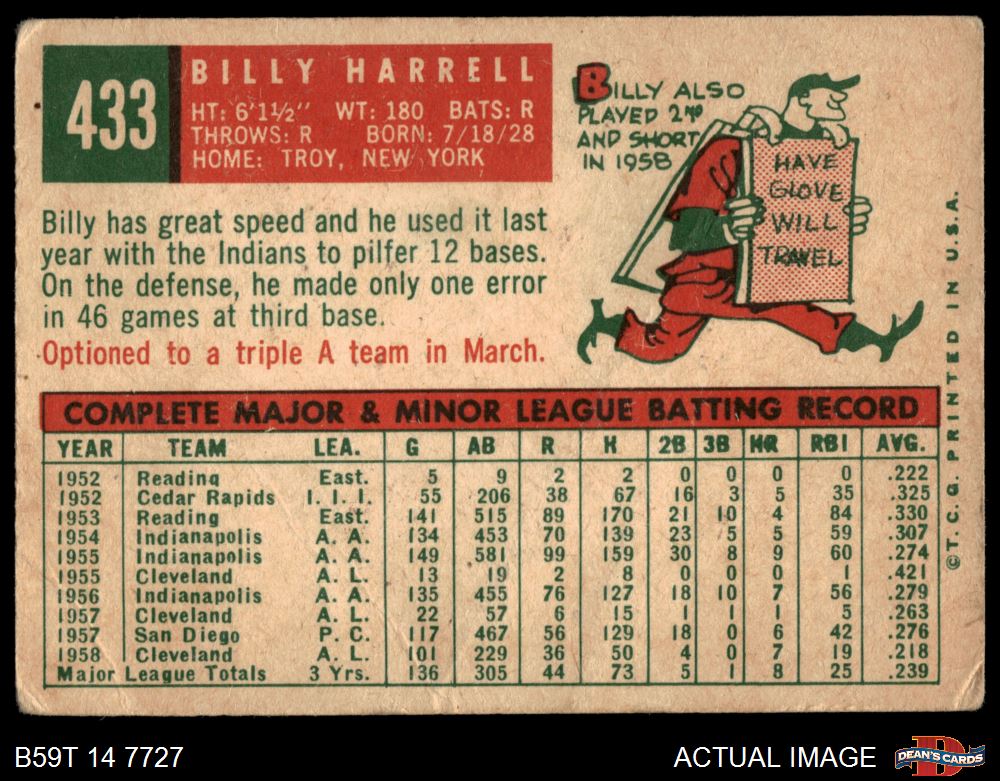 433
BILLY HARRELL
HT: 6'1½" WT: 180 BATS: R
THROWS: R BORN: 7/18/28
HOME: TROY, NEW YORK
BILLY ALSO
PLAYED 2ND
AND SHORT
IN 1958
HAVE
GLOVE
WILL
TRAVEL
Billy has great speed and he used it last
year with the Indians to pilfer 12 bases.
On the defense, he made only one error
in 46 games at third base.
Optioned to a triple A team in March.
COMPLETE MAJOR & MINOR LEAGUE BATTING RECORD
YEAR TEAM LEA. G AB R H 2B 3B HR RBI AVG.
1952 Reading East. 5 9 2 2 0 0 0 0 .222
1952 Cedar Rapids I. I. I. 55 206 38 67 16 3 5 35 .325
1953 Reading East. 141 515 89 170 21 10 4 84 .330
1954 Indianapolis A. A. 134 453 70 139 23 5 5 59 .307
1955 Indianapolis A. A. 149 581 99 159 30 8 9 60 .274
1955 Cleveland A. L. 13 19 2 8 0 0 0 1 .421
1956 Indianapolis A. A. 135 455 76 127 18 10 7 56 .279
1957 Cleveland A. L. 22 57 6 15 1 1 1 5 .263
1957 San Diego P. C. 117 467 56 129 18 0 6 42 .276
1958 Cleveland A. L. 101 229 36 50 4 0 7 19 .218
Major League Totals 3 Yrs. 136 305 44 73 5 1 8 25 .239
© T. C. G. PRINTED IN U.S.A.
B59T 14 7727
ACTUAL IMAGE
DEAN'S CARDS